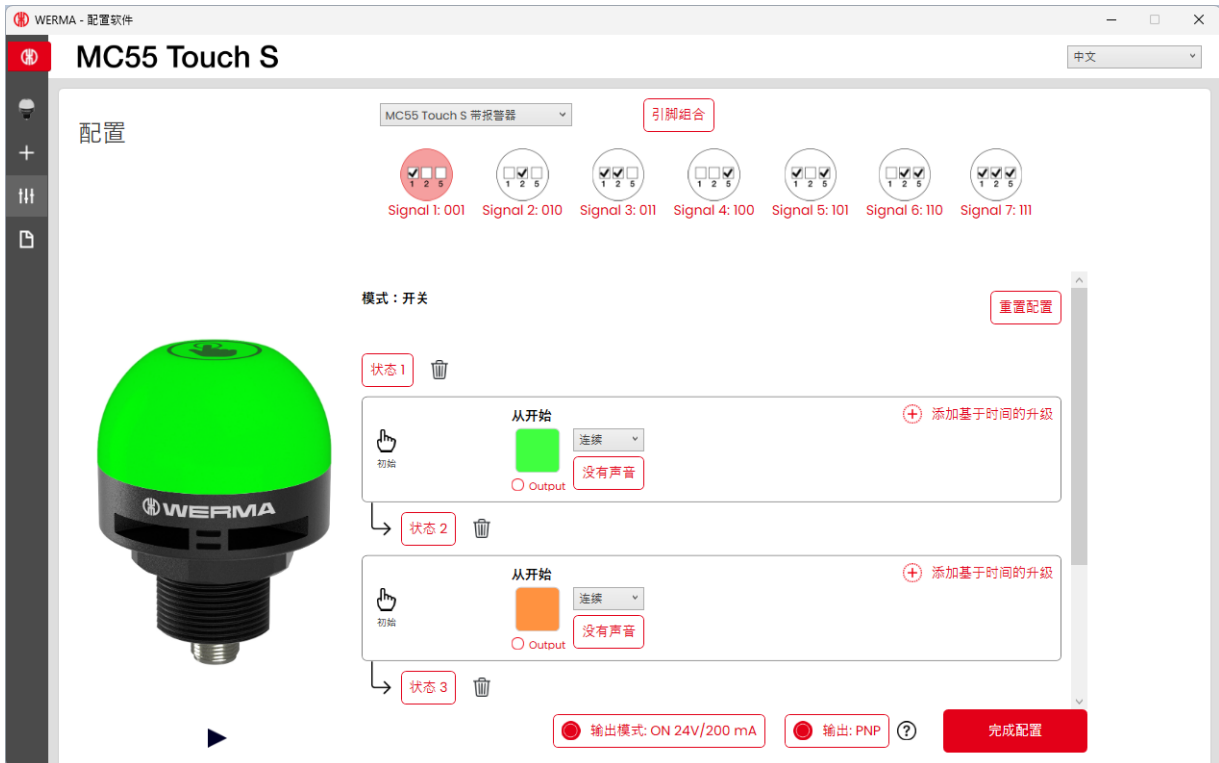 WERMA - 配置软件
MC55 Touch S
中文
配置
MC55 Touch S 带报警器
引脚组合
1 2 5
1 2 5
1 2 5
1 2 5
1 2 5
1 2 5
1 2 5
Signal 1: 001
Signal 2: 010
Signal 3: 011
Signal 4: 100
Signal 5: 101
Signal 6: 110
Signal 7: 111
模式：开关
重置配置
状态 1
从开始
添加基于时间的升级
连续
初始
没有声音
Output
状态 2
从开始
添加基于时间的升级
连续
初始
没有声音
Output
状态 3
WERMA
输出模式: ON 24V/200 mA
输出: PNP
?
完成配置